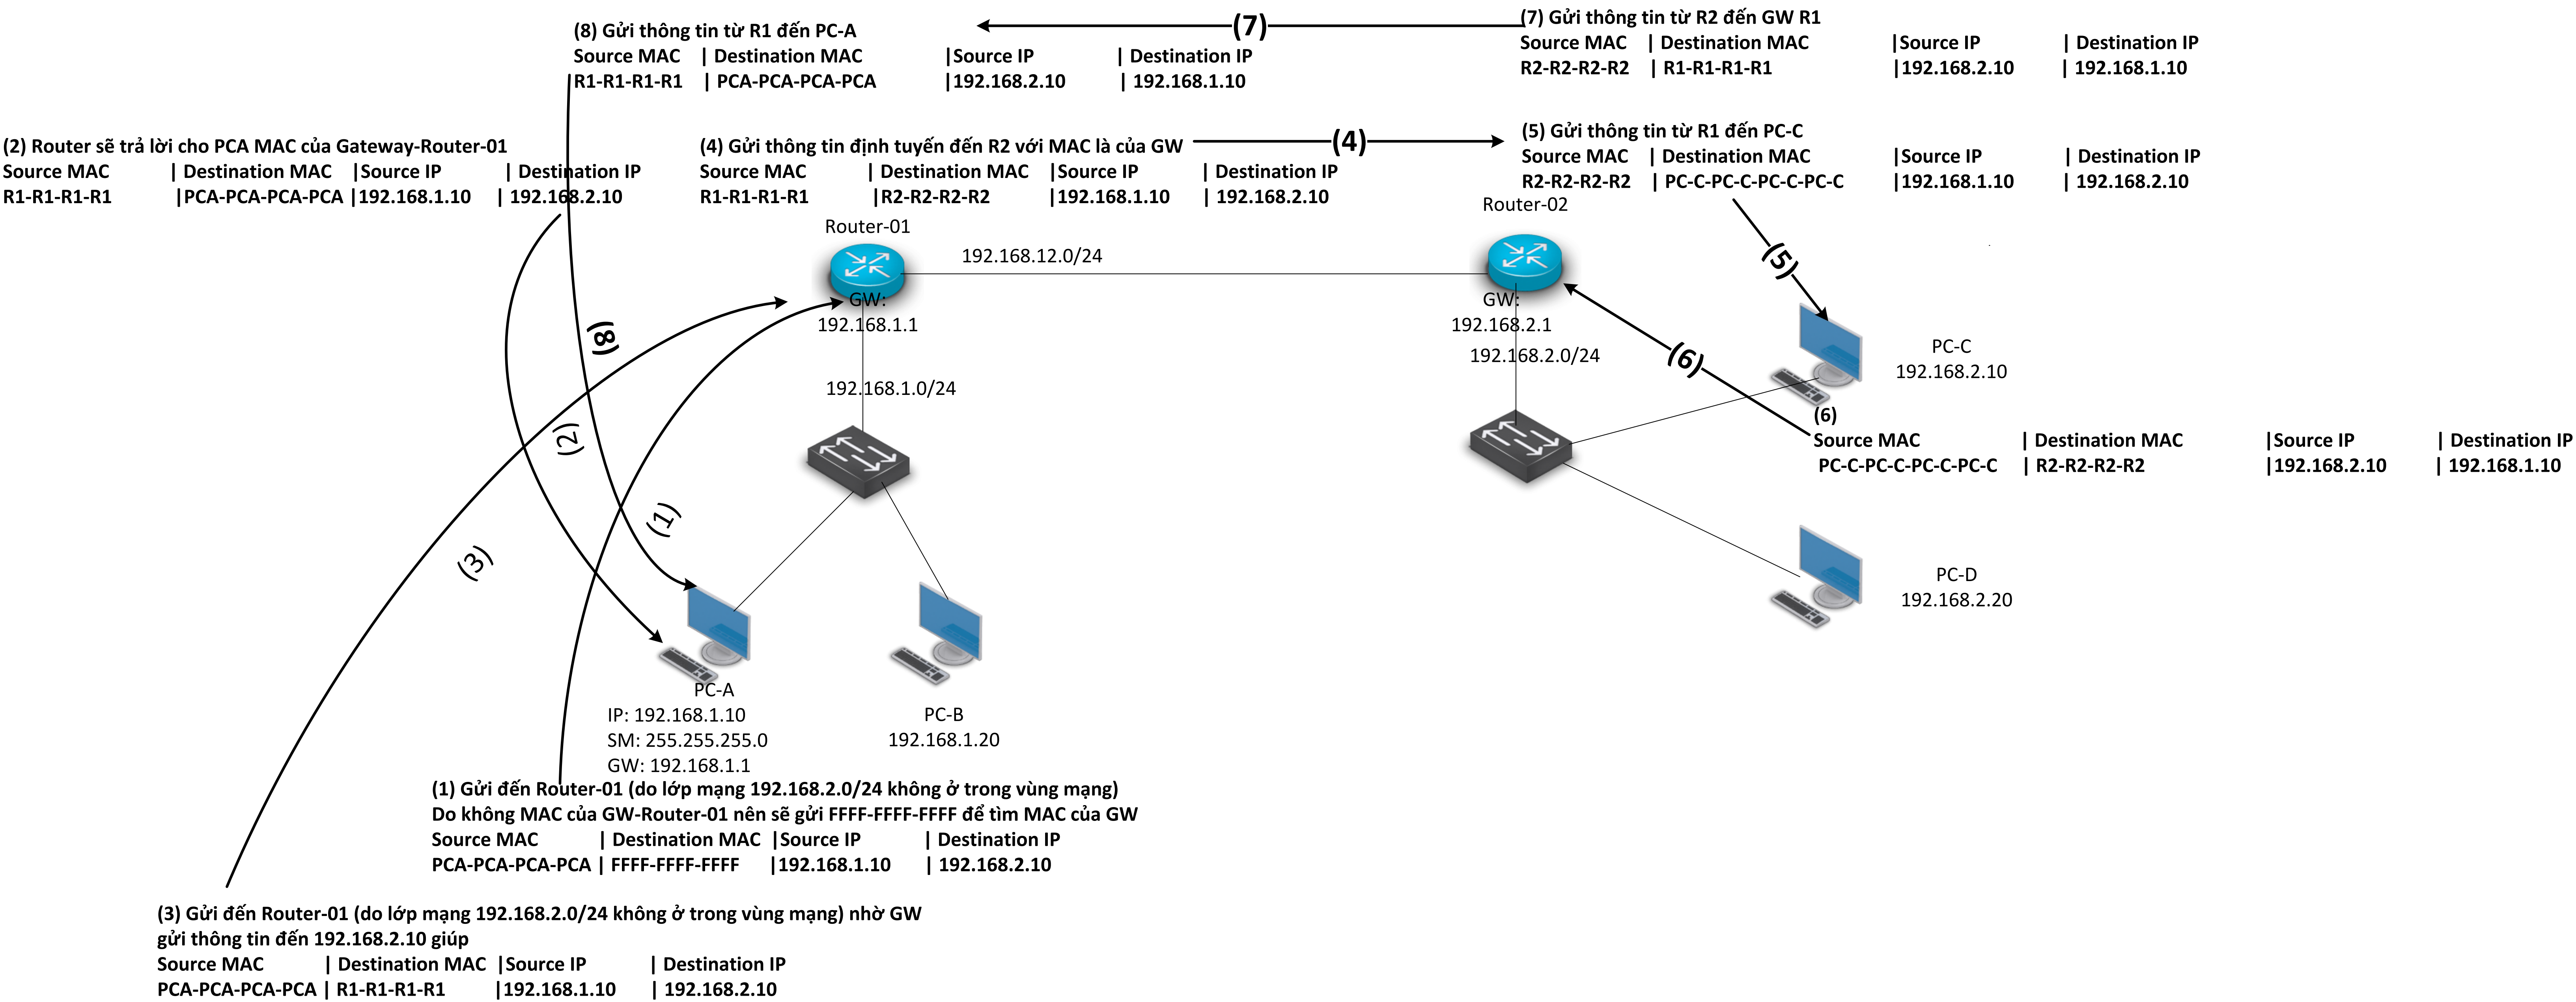 (8) Gửi thông tin từ R1 đến PC-A
Source MAC | Destination MAC |Source IP | Destination IP
R1-R1-R1-R1 | PCA-PCA-PCA-PCA |192.168.2.10 | 192.168.1.10
(7)
(7) Gửi thông tin từ R2 đến GW R1
Source MAC | Destination MAC |Source IP | Destination IP
R2-R2-R2-R2 | R1-R1-R1-R1 |192.168.2.10 | 192.168.1.10
(2) Router sẽ trả lời cho PCA MAC của Gateway-Router-01
Source MAC | Destination MAC |Source IP | Destination IP
R1-R1-R1-R1 |PCA-PCA-PCA-PCA |192.168.1.10 | 192.168.2.10
(4) Gửi thông tin định tuyến đến R2 với MAC là của GW
Source MAC | Destination MAC |Source IP | Destination IP
R1-R1-R1-R1 |R2-R2-R2-R2 |192.168.1.10 | 192.168.2.10
(4)
(5) Gửi thông tin từ R1 đến PC-C
Source MAC | Destination MAC |Source IP | Destination IP
R2-R2-R2-R2 | PC-C-PC-C-PC-C-PC-C |192.168.1.10 | 192.168.2.10
Router-01
192.168.12.0/24
Router-02
(5)
GW:
192.168.1.1
192.168.1.0/24
GW:
192.168.2.1
192.168.2.0/24
(8)
(2)
(1)
(3)
(6)
PC-C
192.168.2.10
(6)
Source MAC | Destination MAC |Source IP | Destination IP
PC-C-PC-C-PC-C-PC-C | R2-R2-R2-R2 |192.168.2.10 | 192.168.1.10
PC-D
192.168.2.20
PC-A
IP: 192.168.1.10
SM: 255.255.255.0
GW: 192.168.1.1
PC-B
192.168.1.20
(1) Gửi đến Router-01 (do lớp mạng 192.168.2.0/24 không ở trong vùng mạng)
Do không MAC của GW-Router-01 nên sẽ gửi FFFF-FFFF-FFFF để tìm MAC của GW
Source MAC | Destination MAC |Source IP | Destination IP
PCA-PCA-PCA-PCA | FFFF-FFFF-FFFF |192.168.1.10 | 192.168.2.10
(3) Gửi đến Router-01 (do lớp mạng 192.168.2.0/24 không ở trong vùng mạng) nhờ GW
gửi thông tin đến 192.168.2.10 giúp
Source MAC | Destination MAC |Source IP | Destination IP
PCA-PCA-PCA-PCA | R1-R1-R1-R1 |192.168.1.10 | 192.168.2.10